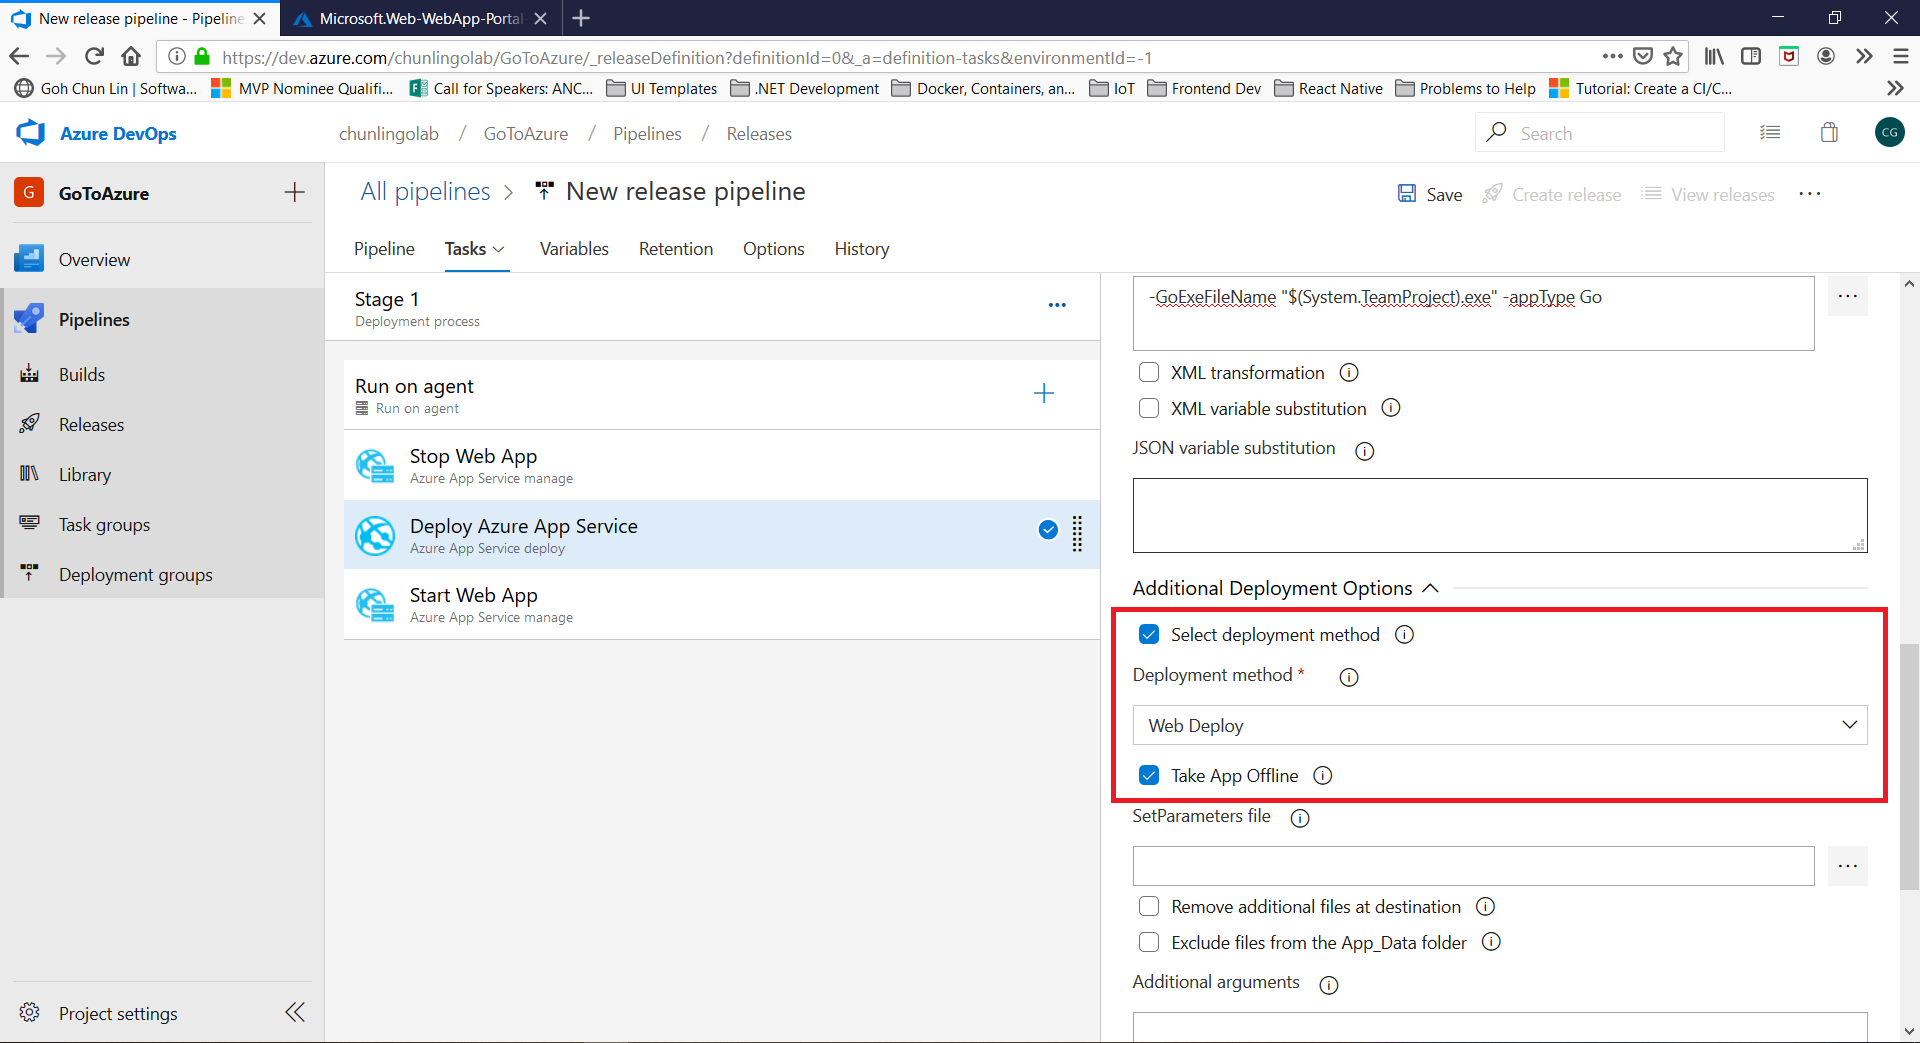 New release pipeline - Pipeline
Microsoft.Web-WebApp-Portal
https://dev.azure.com/chunlingolab/GoToAzure/_releaseDefinition?definitionId=0&_a=definition-tasks&environmentId=-1
Goh Chun Lin | Softwa... MVP Nominee Qualifi... Call for Speakers: ANC... UI Templates .NET Development Docker, Containers, an... IoT Frontend Dev React Native Problems to Help Tutorial: Create a CI/C...
Azure DevOps
chunlingolab / GoToAzure / Pipelines / Releases
Search
CG
G GoToAzure
Overview
Pipelines
Builds
Releases
Library
Task groups
Deployment groups
Project settings
All pipelines > New release pipeline
Save Create release View releases ...
Pipeline Tasks Variables Retention Options History
Stage 1
Deployment process
Run on agent
Run on agent
Stop Web App
Azure App Service manage
Deploy Azure App Service
Azure App Service deploy
Start Web App
Azure App Service manage
-GoExeFileName "$(System.TeamProject).exe" -appType Go
XML transformation
XML variable substitution
JSON variable substitution
Additional Deployment Options
Select deployment method
Deployment method *
Web Deploy
Take App Offline
SetParameters file
Remove additional files at destination
Exclude files from the App_Data folder
Additional arguments